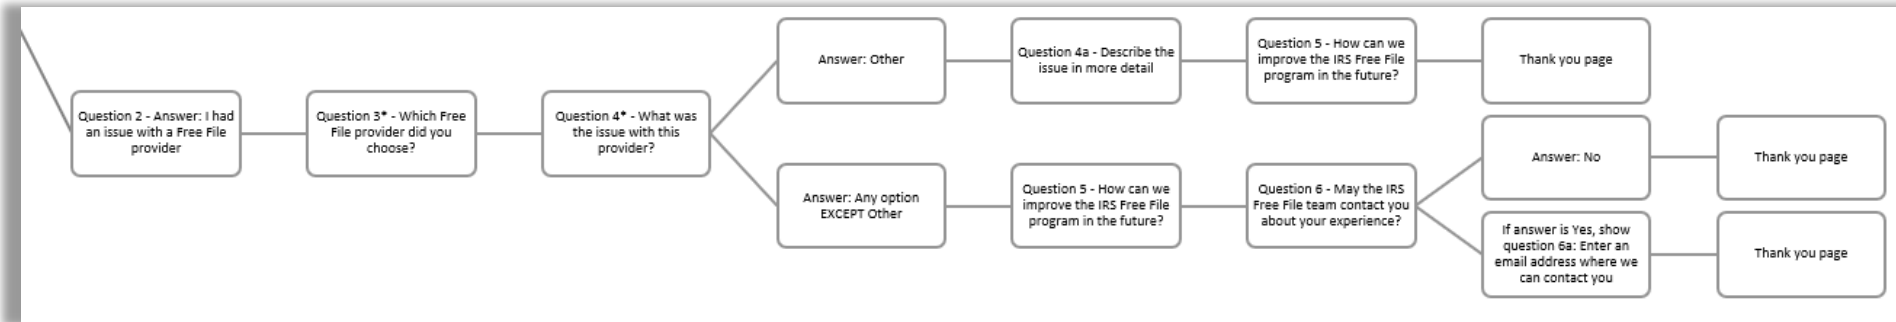 Question 2 - Answer: I had
an issue with a Free File
provider
Question 3* - Which Free
File provider did you
choose?
Question 4* - What was
the issue with this
provider?
Answer: Other
Question 4a - Describe the
issue in more detail
Question 5 - How can we
improve the IRS Free File
program in the future?
Thank you page
Answer: Any option
EXCEPT Other
Question 5 - How can we
improve the IRS Free File
program in the future?
Question 6 - May the IRS
Free File team contact you
about your experience?
Answer: No
Thank you page
If answer is Yes, show
question 6a: Enter an
email address where we
can contact you
Thank you page